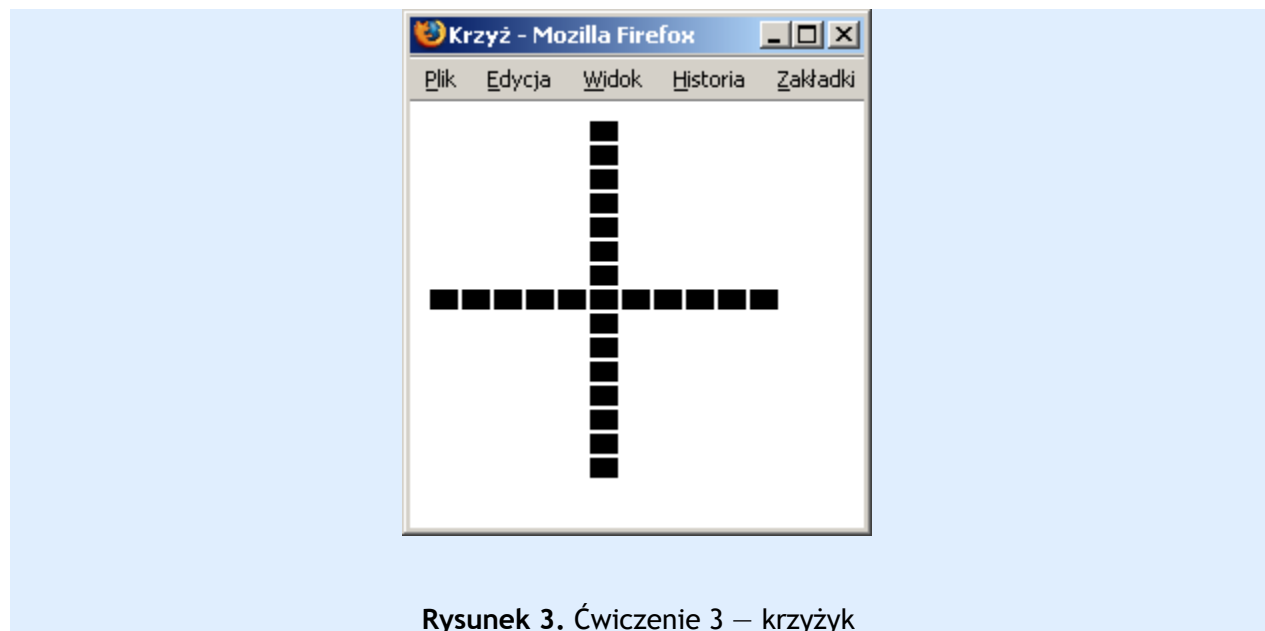 Krzyż - Mozilla Firefox
Plik Edycja Widok Historia Zakładki
Rysunek 3. Ćwiczenie 3 — krzyżyk